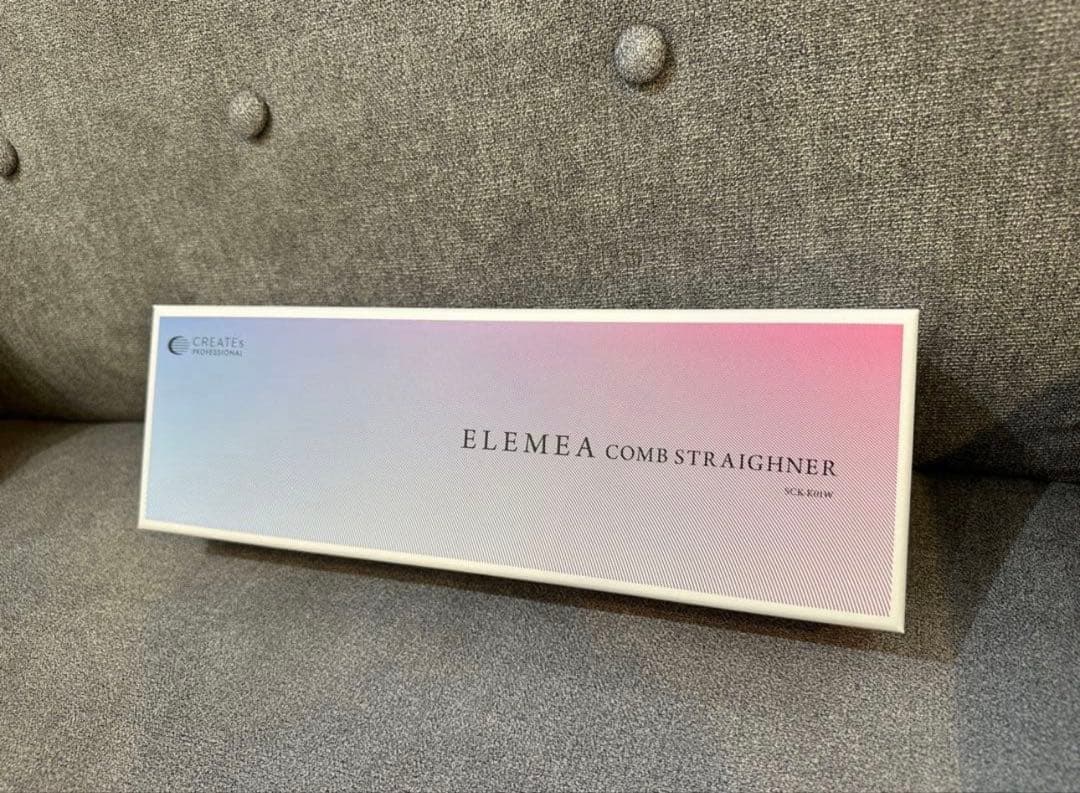 CREATEs
PROFESSIONAL
ELEMEA COMB STRAIGHNER
SCK-K01W